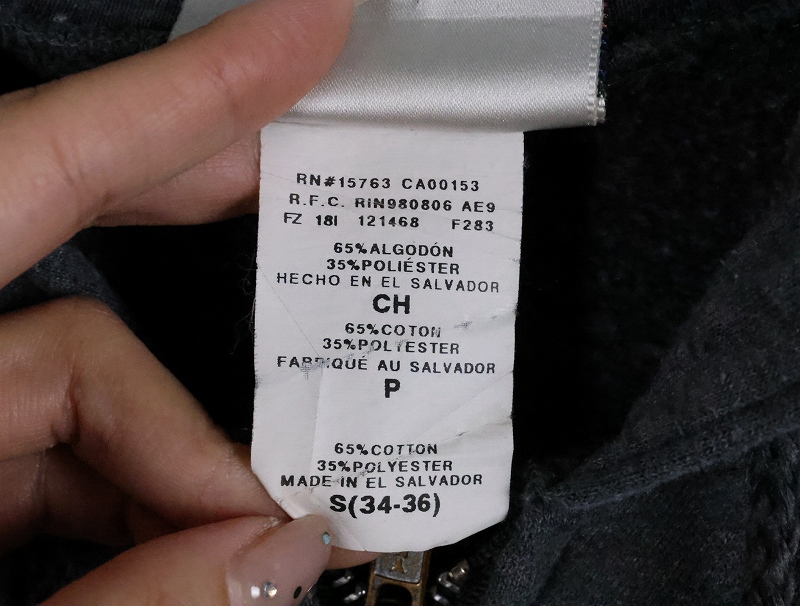 RN#15763 CA00153
R.F.C. RIN980806 AE9
FZ 18I 121468 F283
65%ALGODÓN
35%POLIÉSTER
HECHO EN EL SALVADOR
CH
65%COTON
35%POLYESTER
FABRIQUÉ AU SALVADOR
P
65%COTTON
35%POLYESTER
MADE IN EL SALVADOR
S(34-36)